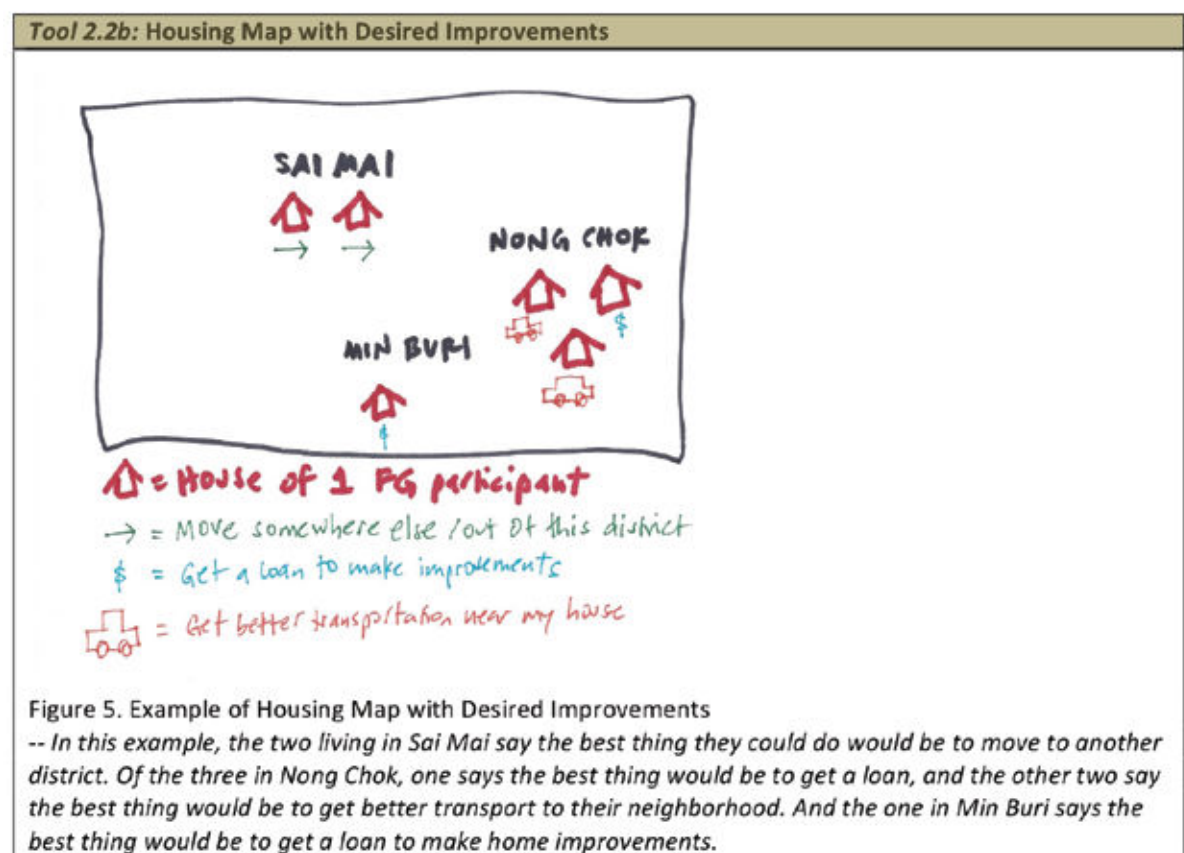 Tool 2.2b: Housing Map with Desired Improvements
SAI MAI
NONG CHOK
$
MIN BURI
$
= House of 1 FG participant
→ = Move somewhere else / out of this district
$ = Get a loan to make improvements
= Get better transportation near my house
Figure 5. Example of Housing Map with Desired Improvements
-- In this example, the two living in Sai Mai say the best thing they could do would be to move to another
district. Of the three in Nong Chok, one says the best thing would be to get a loan, and the other two say
the best thing would be to get better transport to their neighborhood. And the one in Min Buri says the
best thing would be to get a loan to make home improvements.